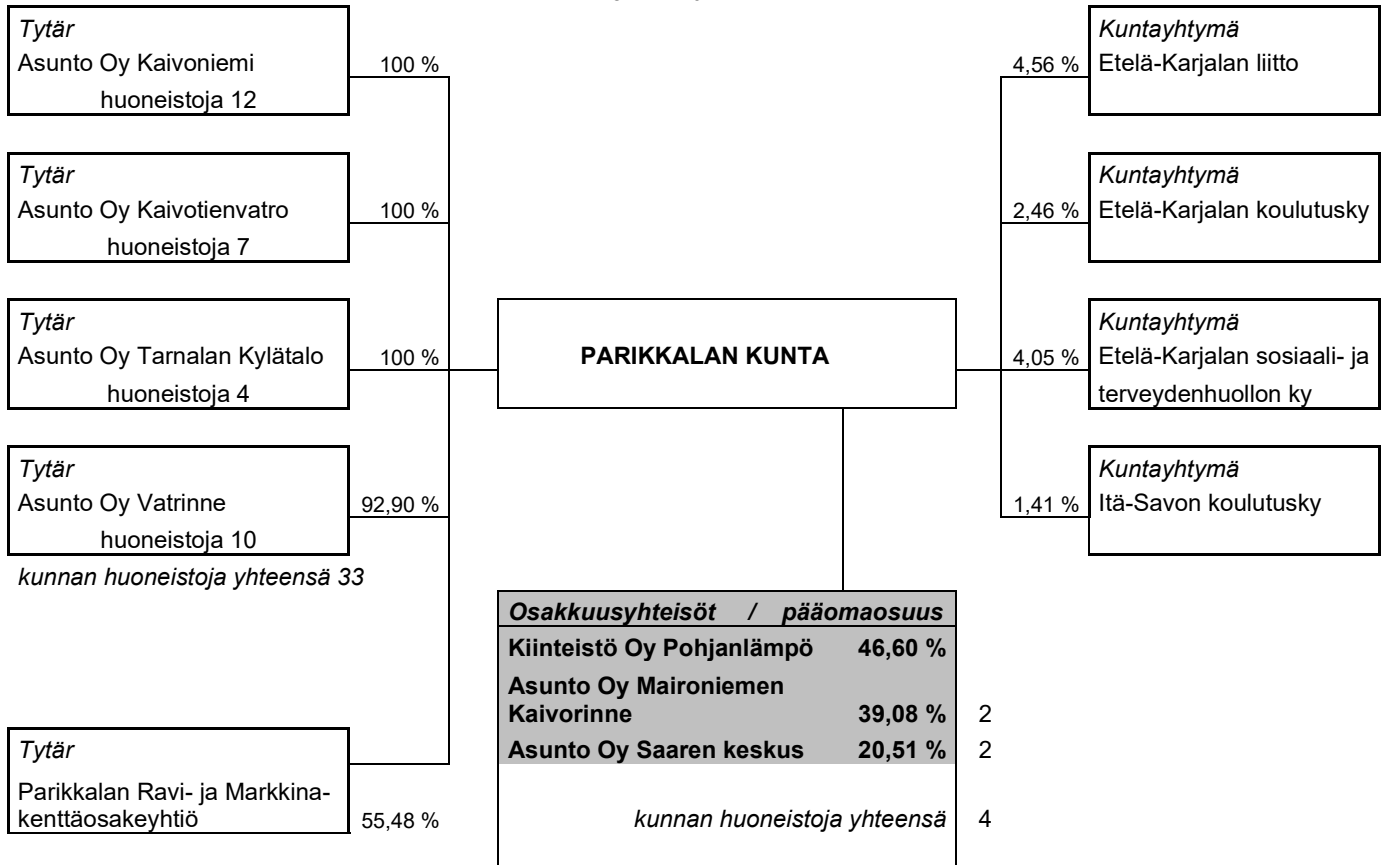 Tytär
Asunto Oy Kaivoniemi
huoneistoja 12
100 %
Tytär
Asunto Oy Kaivotienvatro
huoneistoja 7
100 %
Tytär
Asunto Oy Tarnalan Kylätalo
huoneistoja 4
100 %
Tytär
Asunto Oy Vatrinne
huoneistoja 10
92,90 %
kunnan huoneistoja yhteensä 33
Tytär
Parikkalan Ravi- ja Markkina-
kenttäosakeyhtiö
55,48 %
PARIKKALAN KUNTA
Osakkuusyhteisöt / pääomaosuus
Kiinteistö Oy Pohjanlämpö 46,60 %
Asunto Oy Maironiemen
Kaivorinne 39,08 % 2
Asunto Oy Saaren keskus 20,51 % 2
kunnan huoneistoja yhteensä 4
4,56 %
Kuntayhtymä
Etelä-Karjalan liitto
2,46 %
Kuntayhtymä
Etelä-Karjalan koulutusky
4,05 %
Kuntayhtymä
Etelä-Karjalan sosiaali- ja
terveydenhuollon ky
1,41 %
Kuntayhtymä
Itä-Savon koulutusky